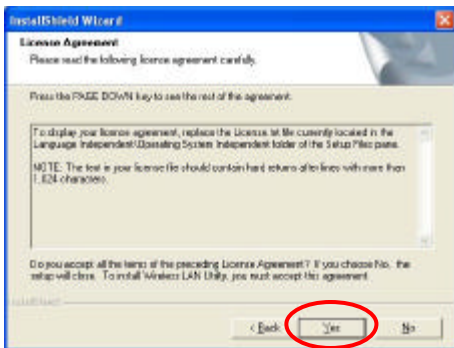 InstallShield Wizard
License Agreement
Please read the following license agreement carefully.
Press the PAGE DOWN key to see the rest of the agreement.
To display your license agreement, replace the License.txt file currently located in the
Language Independent\Operating System Independent folder of the Setup Files pane.
NOTE: The text in your license file should contain hard returns after lines with more than
1,024 characters.
Do you accept all the terms of the preceding License Agreement? If you choose No, the
setup will close. To install Wireless LAN Utility, you must accept this agreement.
InstallShield
< Back
Yes
No